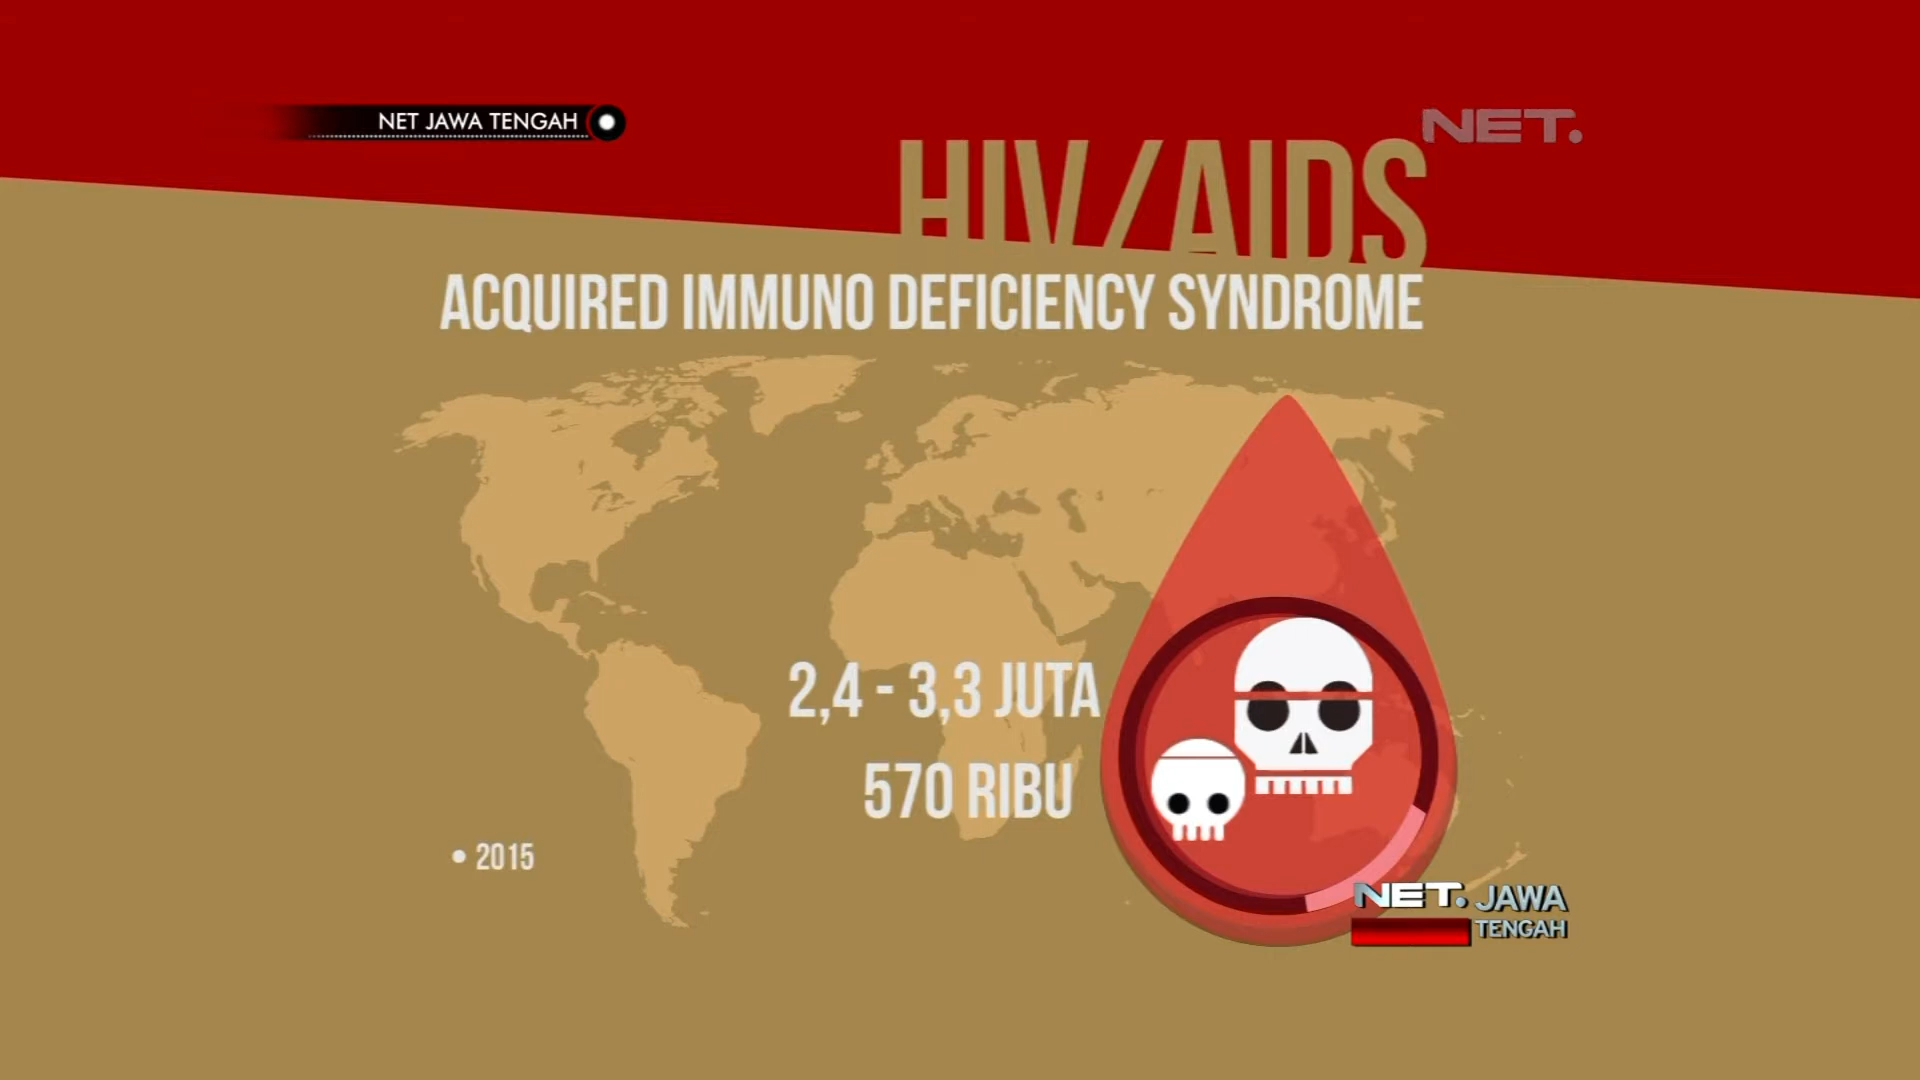 NET JAWA TENGAH
NET.
HIV/AIDS
ACQUIRED IMMUNO DEFICIENCY SYNDROME
2,4 - 3,3 JUTA
570 RIBU
• 2015
NET. JAWA
TENGAH